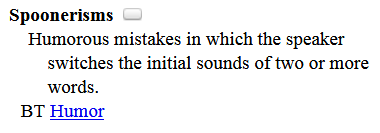 Spoonerisms
Humorous mistakes in which the speaker
switches the initial sounds of two or more
words.
BT Humor